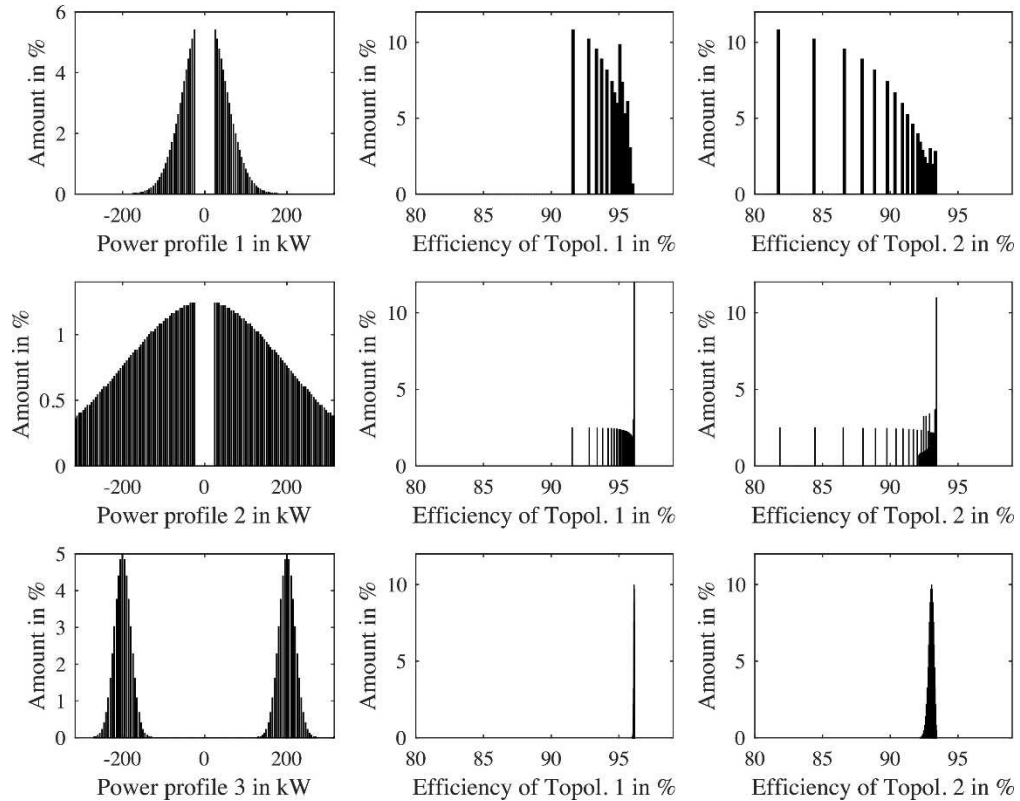 Amount in %
6
4
2
0
-200 0 200
Power profile 1 in kW
Amount in %
10
5
0
80 85 90 95
Efficiency of Topol. 1 in %
Amount in %
10
5
0
80 85 90 95
Efficiency of Topol. 2 in %
Amount in %
1
0.5
0
-200 0 200
Power profile 2 in kW
Amount in %
10
5
0
80 85 90 95
Efficiency of Topol. 1 in %
Amount in %
10
5
0
80 85 90 95
Efficiency of Topol. 2 in %
Amount in %
5
4
3
2
1
0
-200 0 200
Power profile 3 in kW
Amount in %
10
5
0
80 85 90 95
Efficiency of Topol. 1 in %
Amount in %
10
5
0
80 85 90 95
Efficiency of Topol. 2 in %